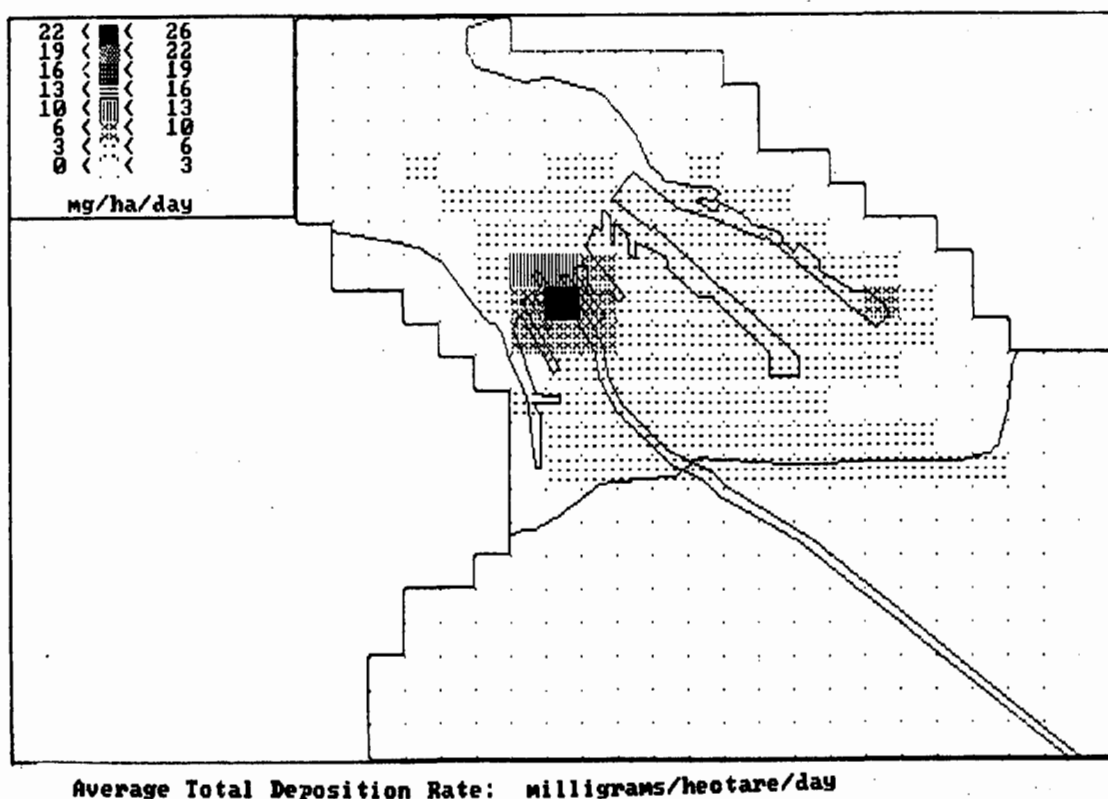 22 < < 26
19 < < 22
16 < < 19
13 < < 16
10 < < 13
6 < < 10
3 < < 6
0 < < 3
mg/ha/day
Average Total Deposition Rate: milligrams/hectare/day